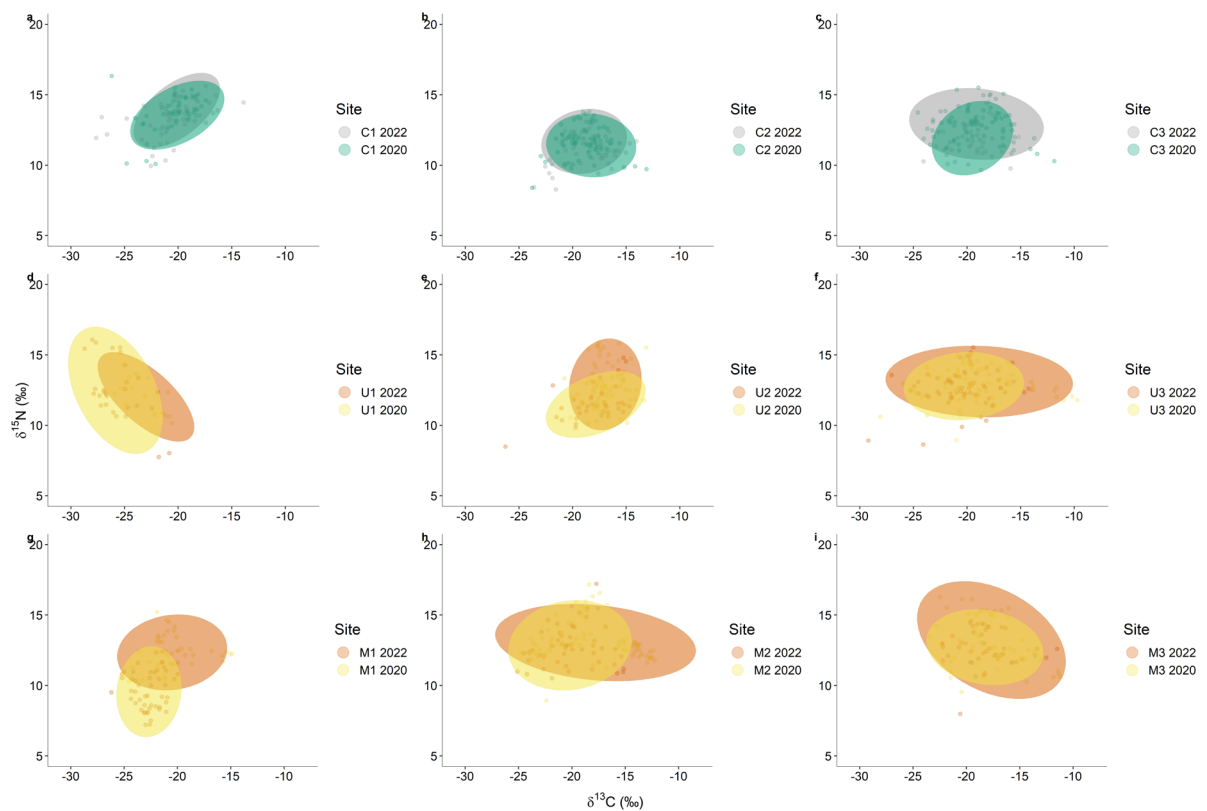 a
20
15
10
5
-30 -25 -20 -15 -10
Site
C1 2022
C1 2020
b
20
15
10
5
-30 -25 -20 -15 -10
Site
C2 2022
C2 2020
c
20
15
10
5
-30 -25 -20 -15 -10
Site
C3 2022
C3 2020
d
20
15
10
5
-30 -25 -20 -15 -10
Site
U1 2022
U1 2020
e
20
15
10
5
-30 -25 -20 -15 -10
Site
U2 2022
U2 2020
f
20
15
10
5
-30 -25 -20 -15 -10
Site
U3 2022
U3 2020
δ¹⁵N (‰)
g
20
15
10
5
-30 -25 -20 -15 -10
Site
M1 2022
M1 2020
h
20
15
10
5
-30 -25 -20 -15 -10
Site
M2 2022
M2 2020
i
20
15
10
5
-30 -25 -20 -15 -10
Site
M3 2022
M3 2020
δ¹³C (‰)